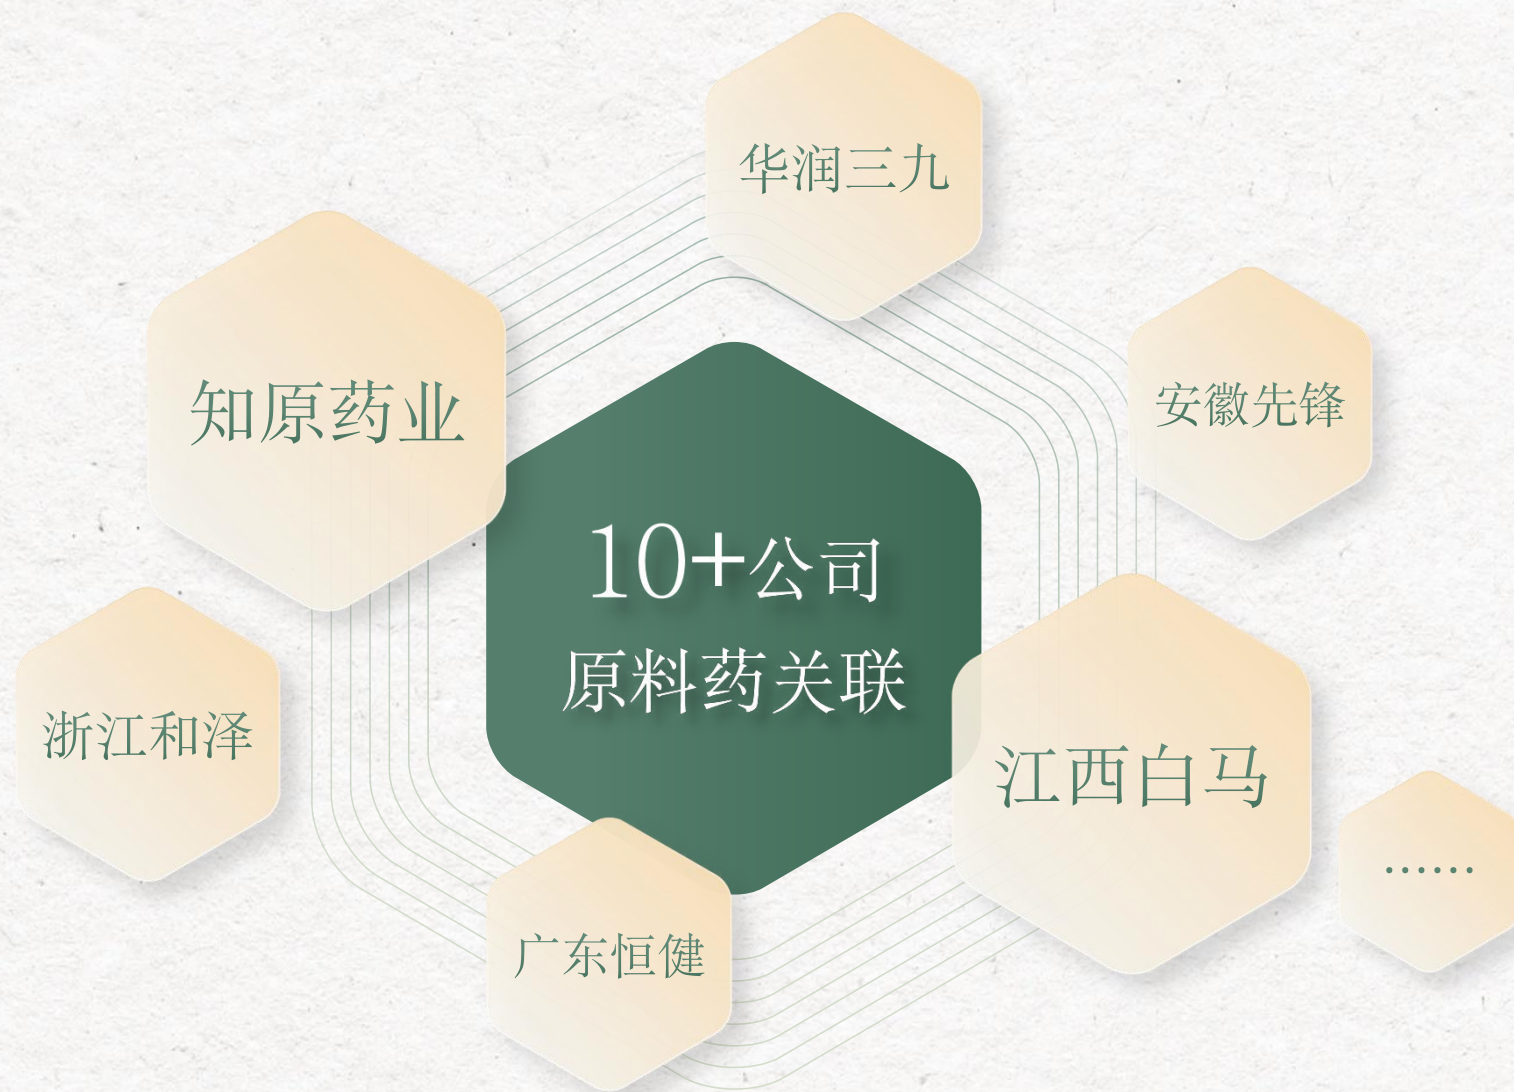 华润三九
知原药业
安徽先锋
10+公司
原料药关联
浙江和泽
江西白马
……
广东恒健